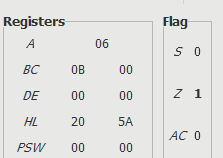 Registers
A 06
BC 0B 00
DE 00 00
HL 20 5A
PSW 00 00
Flag
S 0
Z 1
AC 0